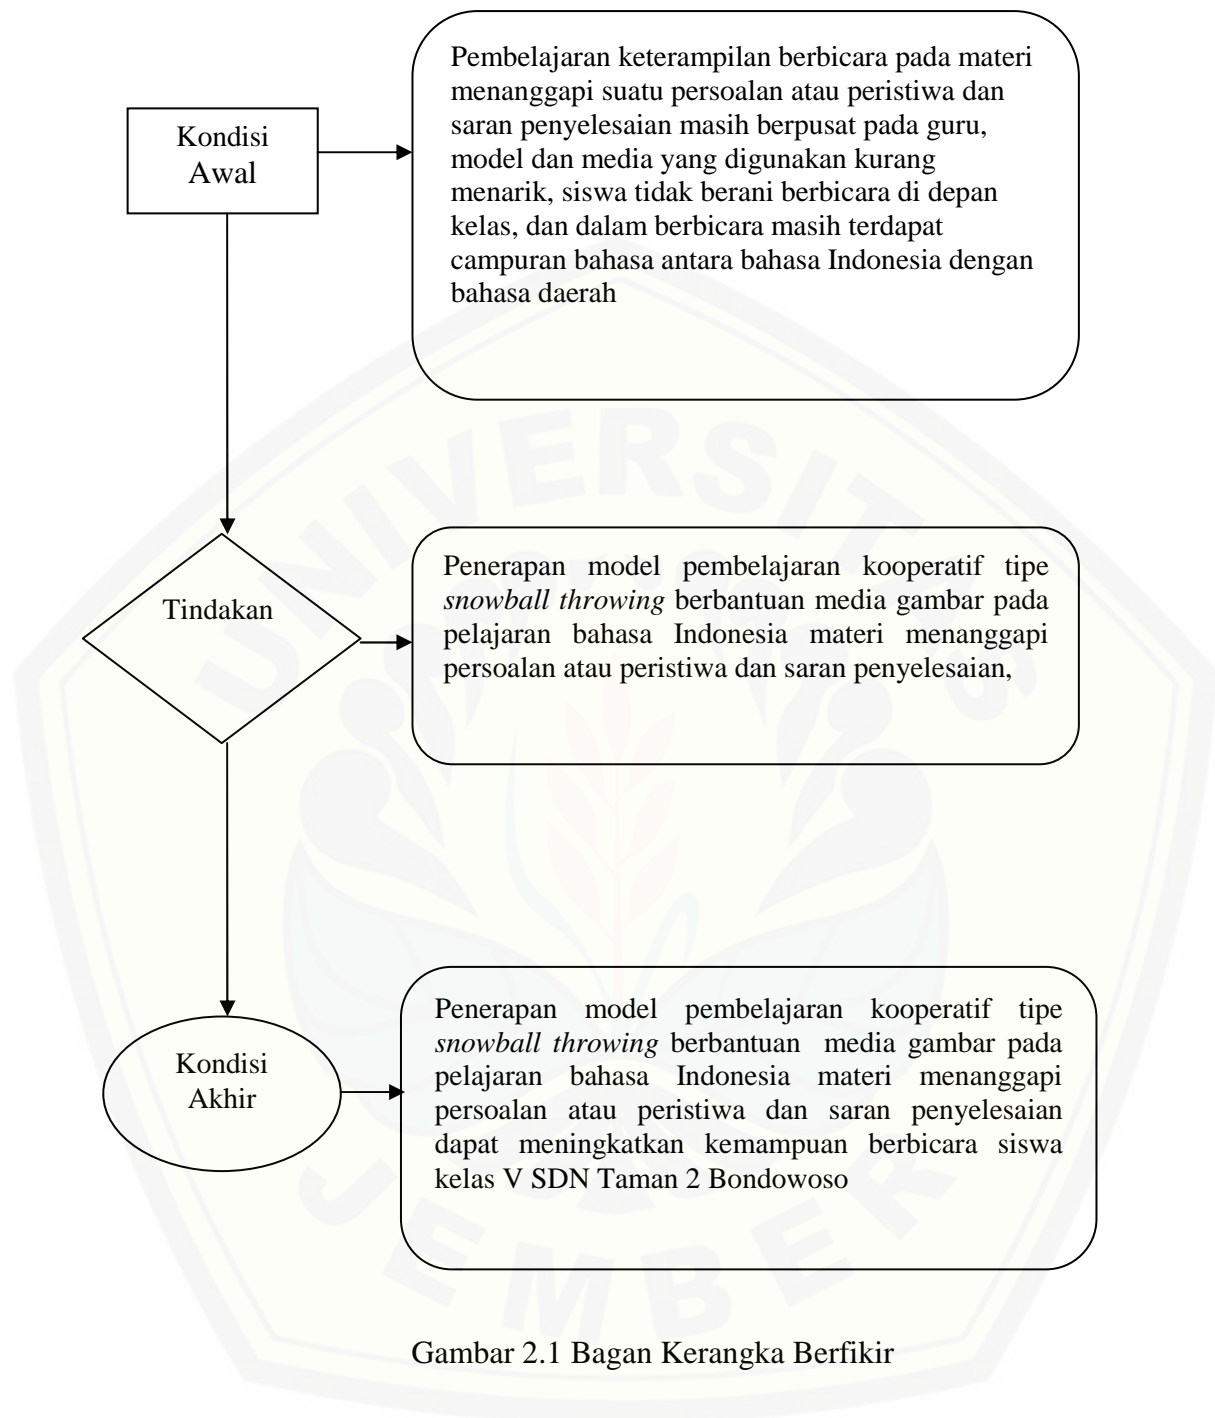 Kondisi
Awal
Pembelajaran keterampilan berbicara pada materi
menanggapi suatu persoalan atau peristiwa dan
saran penyelesaian masih berpusat pada guru,
model dan media yang digunakan kurang
menarik, siswa tidak berani berbicara di depan
kelas, dan dalam berbicara masih terdapat
campuran bahasa antara bahasa Indonesia dengan
bahasa daerah
Tindakan
Penerapan model pembelajaran kooperatif tipe
snowball throwing berbantuan media gambar pada
pelajaran bahasa Indonesia materi menanggapi
persoalan atau peristiwa dan saran penyelesaian,
Kondisi
Akhir
Penerapan model pembelajaran kooperatif tipe
snowball throwing berbantuan media gambar pada
pelajaran bahasa Indonesia materi menanggapi
persoalan atau peristiwa dan saran penyelesaian
dapat meningkatkan kemampuan berbicara siswa
kelas V SDN Taman 2 Bondowoso
Gambar 2.1 Bagan Kerangka Berfikir
UNIVERSITAS
JEMBER